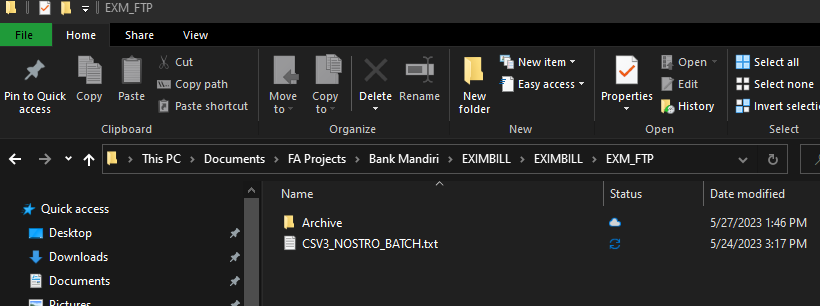 EXM_FTP
File Home Share View
Pin to Quick access
Copy
Paste
Cut
Copy path
Paste shortcut
Clipboard
Move to
Copy to
Delete
Rename
Organize
New folder
New item
Easy access
New
Properties
Open
Edit
History
Open
Select all
Select none
Invert selectio
Select
This PC > Documents > FA Projects > Bank Mandiri > EXIMBILL > EXIMBILL > EXM_FTP
Quick access
Desktop
Downloads
Documents
Pictures
Name Status Date modified
Archive 5/27/2023 1:46 PM
CSV3_NOSTRO_BATCH.txt 5/24/2023 3:17 PM